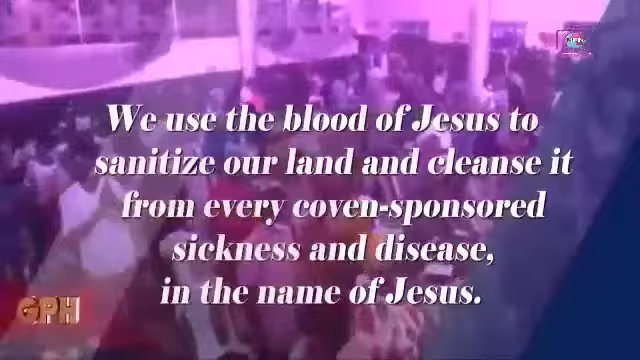 We use the blood of Jesus to
sanitize our land and cleanse it
from every coven-sponsored
sickness and disease,
in the name of Jesus.
GPH